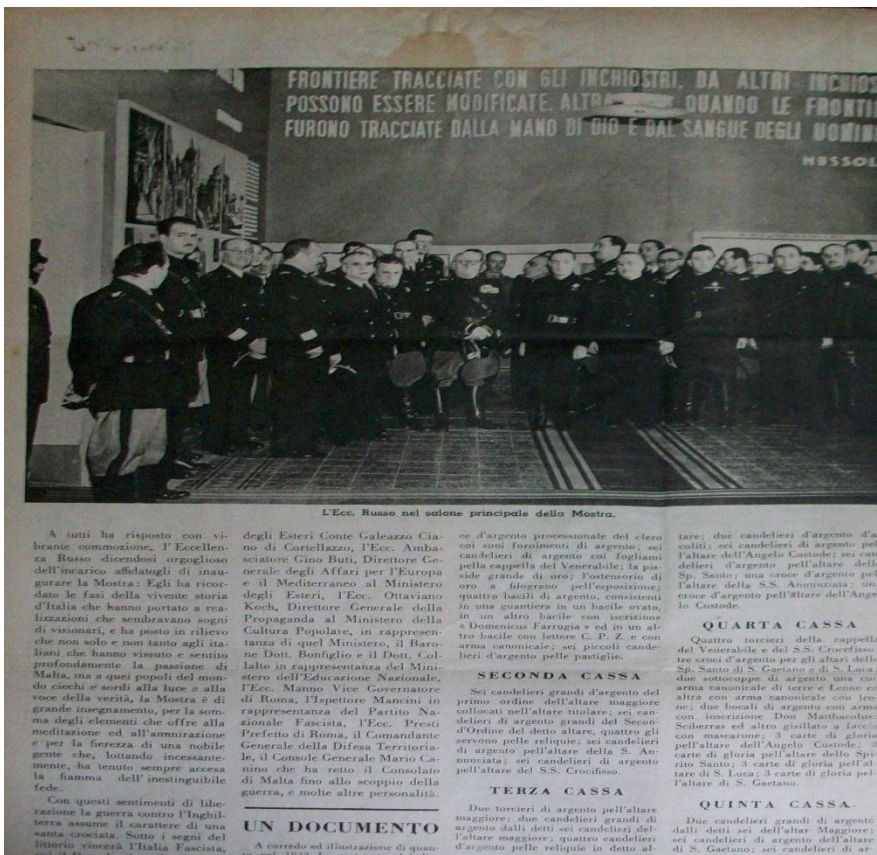 FRONTIERE TRACCIATE CON GLI INCHIOSTRI, DA ALTRI INCHIOS
POSSONO ESSERE MODIFICATE. ALTRO QUANDO LE FRONTI
FURONO TRACCIATE DALLA MANO DI DIO E DAL SANGUE DEGLI UOMINI
MUSSOL
L'Ecc. Russo nel salone principale della Mostra.
A tutti ha risposto con vi-
brante commozione, l'Eccellen-
za Russo dicendosi orgoglioso
dell'incarico affidatogli di inau-
gurare la Mostra: Egli ha ricor-
dato le fasi della vivente storia
d'Italia che hanno portato a rea-
lizzazioni che sembravano sogni
di visionari, e ha posto in rilievo
che non solo e non tanto agli ita-
liani che hanno vissuto e sentito
profondamente la passione di
Malta, ma a quei popoli del mon-
do ciechi e sordi alla luce e alla
voce della verità, la Mostra è di
grande insegnamento, per la som-
ma degli elementi che offre alla
meditazione ed all'ammirazione
e per la fierezza di una nobile
gente che, lottando incessante-
mente, ha tenuto sempre accesa
la fiamma dell'inestinguibile
fede.
Con questi sentimenti di libe-
razione la guerra contro l'Inghil-
terra assume il carattere di una
santa crociata. Sotto i segni del
littorio vincerà l'Italia Fascista,
degli Esteri Conte Galeazzo Cia-
no di Cortellazzo, l'Ecc. Amba-
sciatore Gino Buti, Direttore Ge-
nerale degli Affari per l'Europa
e il Mediterraneo al Ministero
degli Esteri, l'Ecc. Ottaviano
Koch, Direttore Generale della
Propaganda al Ministero della
Cultura Popolare, in rappresen-
tanza di quel Ministero, il Baro-
ne Dott. Bonfiglio e il Dott. Col-
lalto in rappresentanza del Mini-
stero dell'Educazione Nazionale,
l'Ecc. Manno Vice Governatore
di Roma, l'Ispettore Mancini in
rappresentanza del Partito Na-
zionale Fascista, l'Ecc. Presti
Prefetto di Roma, il Comandante
Generale della Difesa Territoria-
le, il Console Generale Mario Ca-
nino che ha retto il Consolato
di Malta fino allo scoppio della
guerra, e molte altre personalità.
UN DOCUMENTO
A corredo ed illustrazione di quan-
ce d'argento processionale del clero
coi suoi fornimenti di argento; sei
candelieri di argento coi fogliami
pella cappella del Venerabile; la pis-
side grande di oro; l'ostensorio di
oro a filograno pell'esposizione;
quattro bacili di argento, consistenti
in una guantiera in un bacile ovato,
in un altro bacile con iscrizione
« Domenicus Farrugia » ed in un al-
tro bacile con lettere C. P. Z. e con
arma canonicale; sei piccoli cande-
lieri d'argento pelle pastiglie.
SECONDA CASSA
Sei candelieri grandi d'argento del
primo ordine dell'altare maggiore
collocati nell'altare titolare; sei can-
delieri di argento grandi del Secon-
d'Ordine del detto altare, quattro gli
servono pelle reliquie; sei candelieri
di argento pell'altare della S. An-
nunciata; sei candelieri di argento
pell'altare del S.S. Crocifisso.
TERZA CASSA
Due torcieri di argento pell'altare
maggiore; due candelieri grandi di
argento dalli detti sei candelieri del-
l'altare maggiore; quattro candelieri
d'argento pelle reliquie in detto al-
tare; due candelieri di argento d'a
coliti; sei candelieri di argento pel
l'altare dell'Angelo Custode; sei can
delieri d'argento pell'altare dello
Sp. Santo; una croce d'argento pel
l'altare della S.S. Annunziata; una
croce d'argento pell'altare dell'Ange
lo Custode.
QUARTA CASSA
Quattro torcieri della cappella
del Venerabile e del S.S. Crocefisso
tre croci d'argento per gli altari dello
Sp. Santo di S. Gaetano e di S. Luca,
due sottocoppe di argento una con
arma canonicale di terre e Leone ed
altra con arma canonicale con leo-
ne; due bocali di argento con arma
con inscrizione Don Matthaeolus
Sciberras ed altro gisillato a faccia
con mascarone; 3 carte di gloria
pell'altare dell'Angelo Custode; 3
carte di gloria pell'altare dello Spi
rito Santo; 3 carte di gloria pell'al-
tare di S. Luca; 3 carte di gloria pel-
l'altare di S. Gaetano.
QUINTA CASSA.
Due candelieri grandi di argento
dalli detti sei dell'altar Maggiore;
sei candelieri di argento dell'altare
di S. Gaetano; sei candelieri di ar-